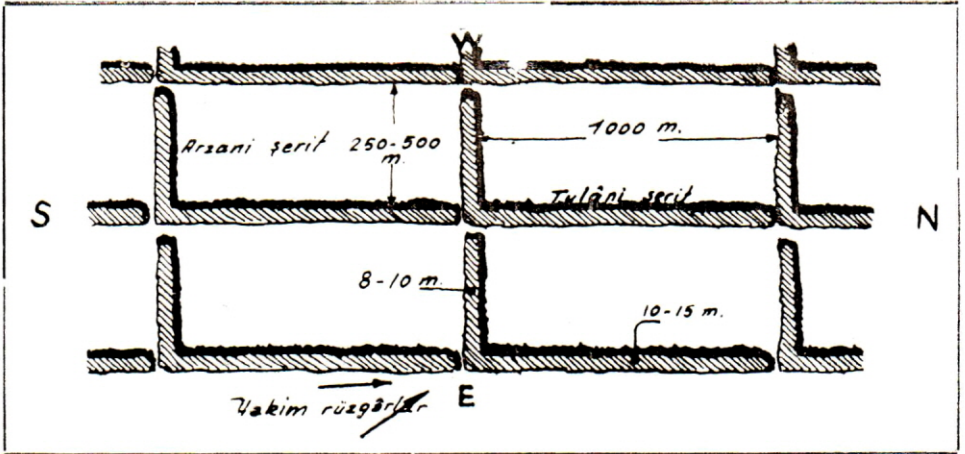 W
Arzani şerit 250-500 m.
1000 m.
Tulâni şerit
S
N
8-10 m.
10-15 m.
Hakim rüzgârlar
E